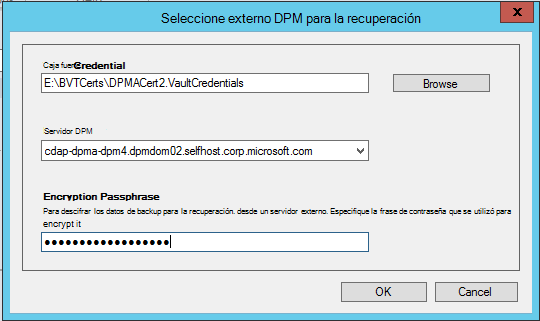 Seleccione externo DPM para la recuperación
x
Caja fuerte Credential
E:\BVTCerts\DPMACert2.VaultCredentials
Browse
Servidor DPM
cdap-dpma-dpm4.dpmdom02.selfhost.corp.microsoft.com
Encryption Passphrase
Para descifrar los datos de backup para la recuperación. desde un servidor externo. Especifique la frase de contraseña que se utilizó para
encrypt it
●●●●●●●●●●●●●●●●●●
OK
Cancel